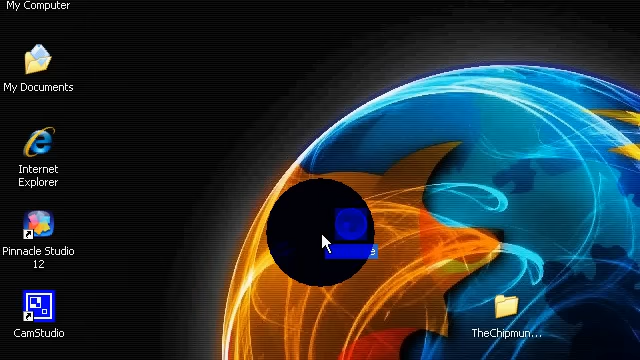 My Computer
My Documents
Internet
Explorer
Pinnacle Studio
12
CamStudio
TheChipmun...